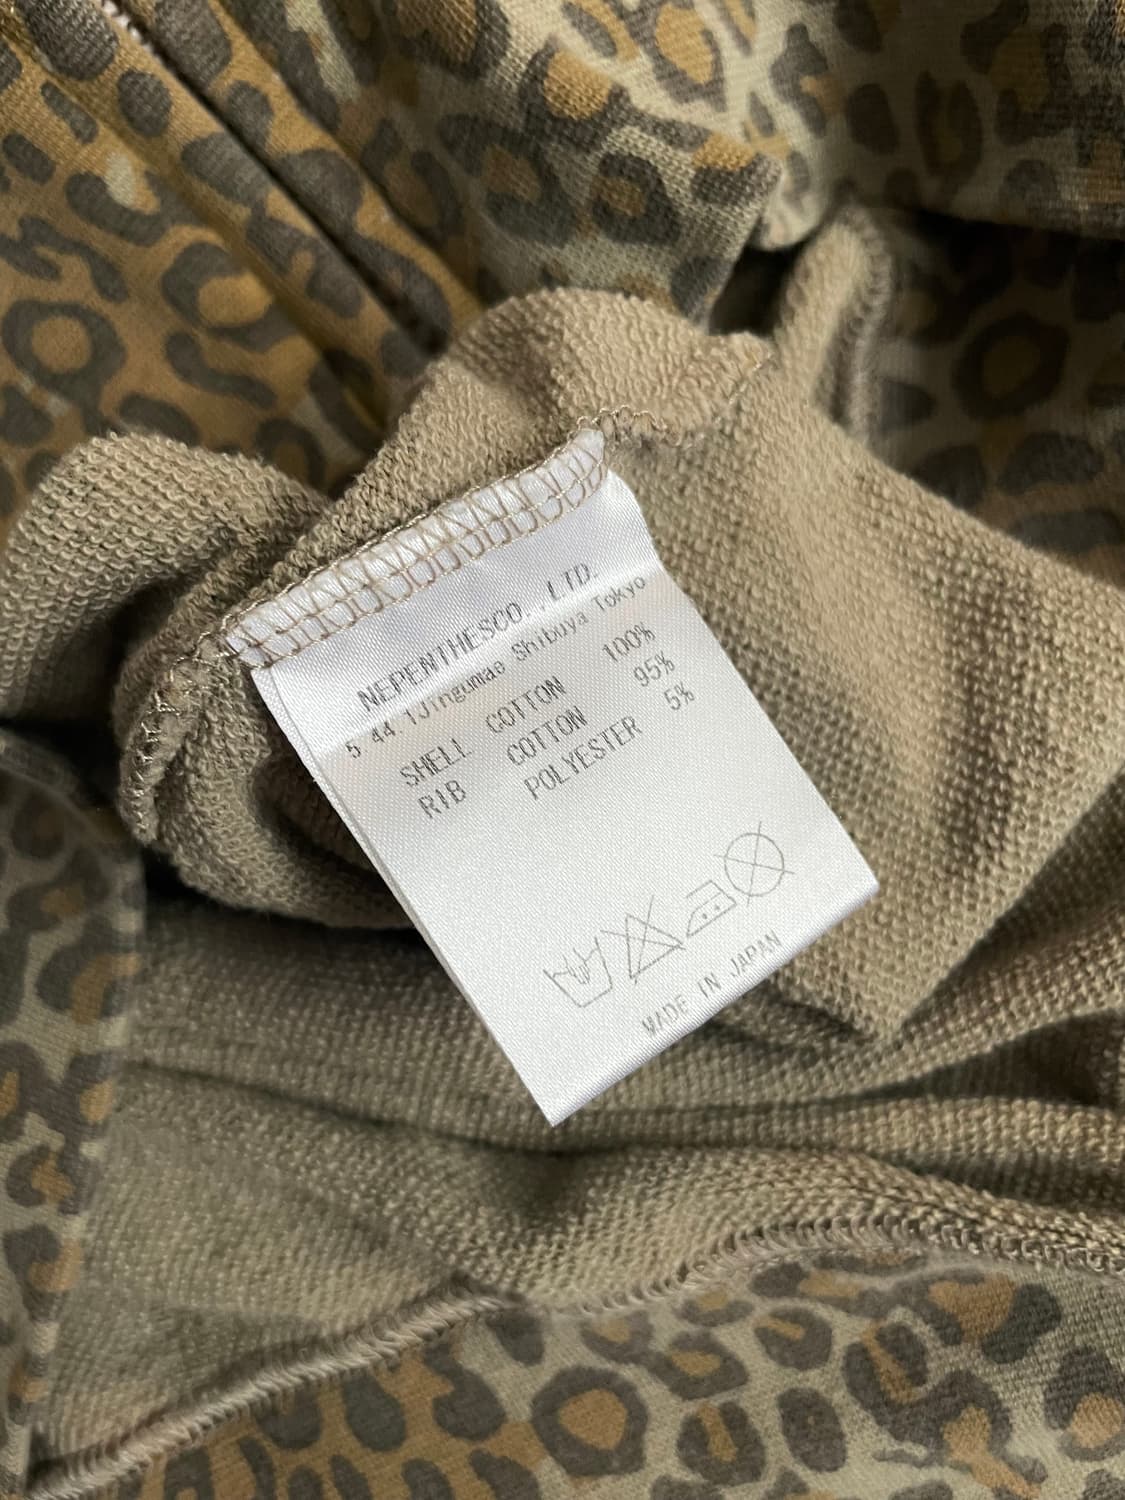 NEPENTHESCO.,LTD.
5 44 1Jingumae Shibuya Tokyo
SHELL COTTON 100%
RIB COTTON 95%
POLYESTER 5%
MADE IN JAPAN